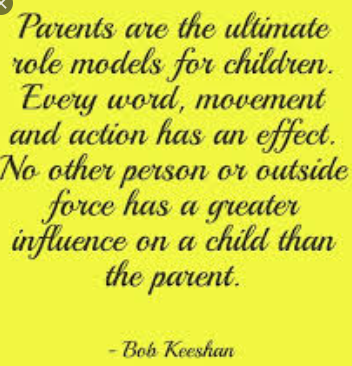 Parents are the ultimate
role models for children.
Every word, movement
and action has an effect.
No other person or outside
force has a greater
influence on a child than
the parent.
- Bob Keeshan